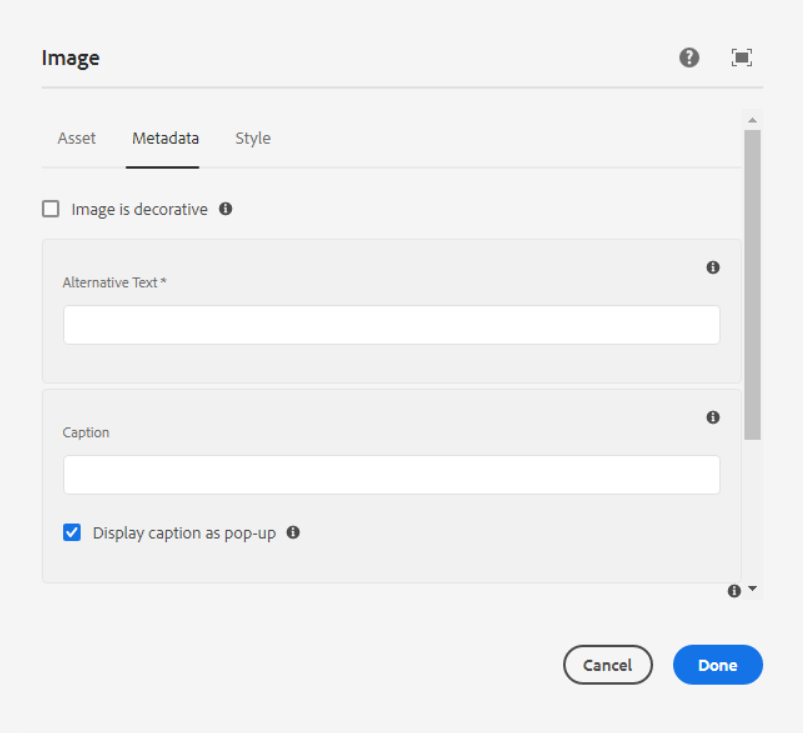 Image
Asset Metadata Style
Image is decorative
Alternative Text *
Caption
Display caption as pop-up
Cancel Done